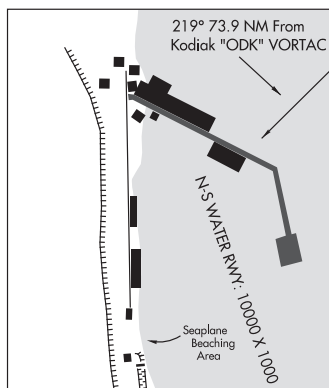 219° 73.9 NM From
Kodiak "ODK" VORTAC
N-S WATER RWY: 10000 X 1000
Seaplane
Beaching
Area